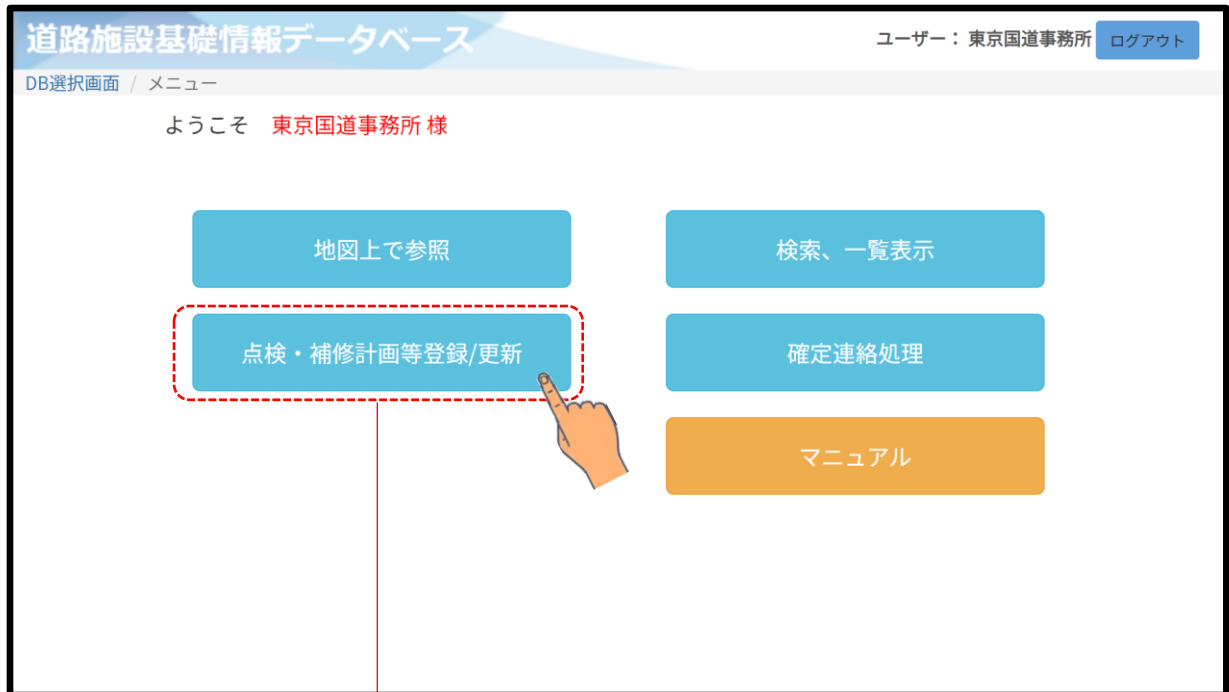 道路施設基礎情報データベース
ユーザー： 東京国道事務所 ログアウト
DB選択画面 / メニュー
ようこそ 東京国道事務所 様
地図上で参照
検索、一覧表示
点検・補修計画等登録/更新
確定連絡処理
マニュアル